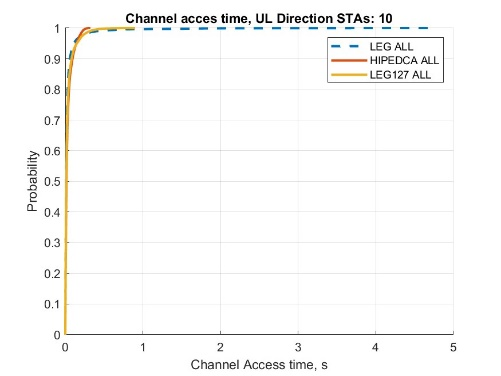 Channel acces time, UL Direction STAs: 10
1
0.9
0.8
0.7
0.6
0.5
0.4
0.3
0.2
0.1
0
Probability
LEG ALL
HIPEDCA ALL
LEG127 ALL
0 1 2 3 4 5
Channel Access time, s